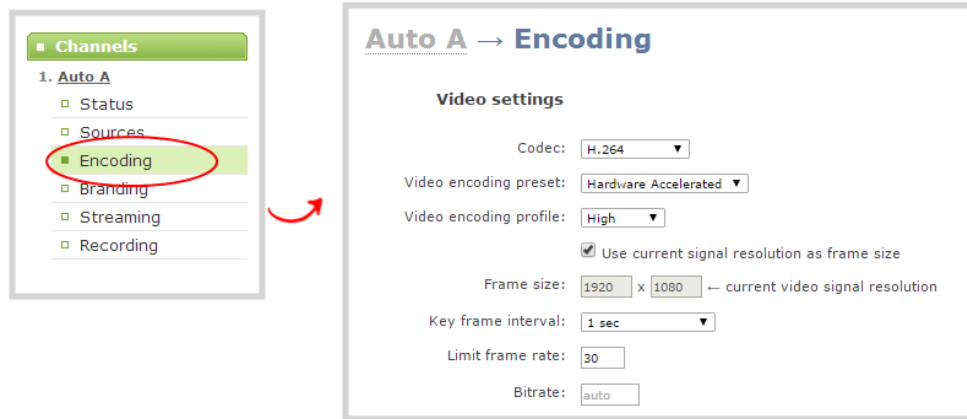 Channels
1. Auto A
Status
Sources
Encoding
Branding
Streaming
Recording
Auto A → Encoding
Video settings
Codec: H.264
Video encoding preset: Hardware Accelerated
Video encoding profile: High
Use current signal resolution as frame size
Frame size: 1920 x 1080 ← current video signal resolution
Key frame interval: 1 sec
Limit frame rate: 30
Bitrate: auto